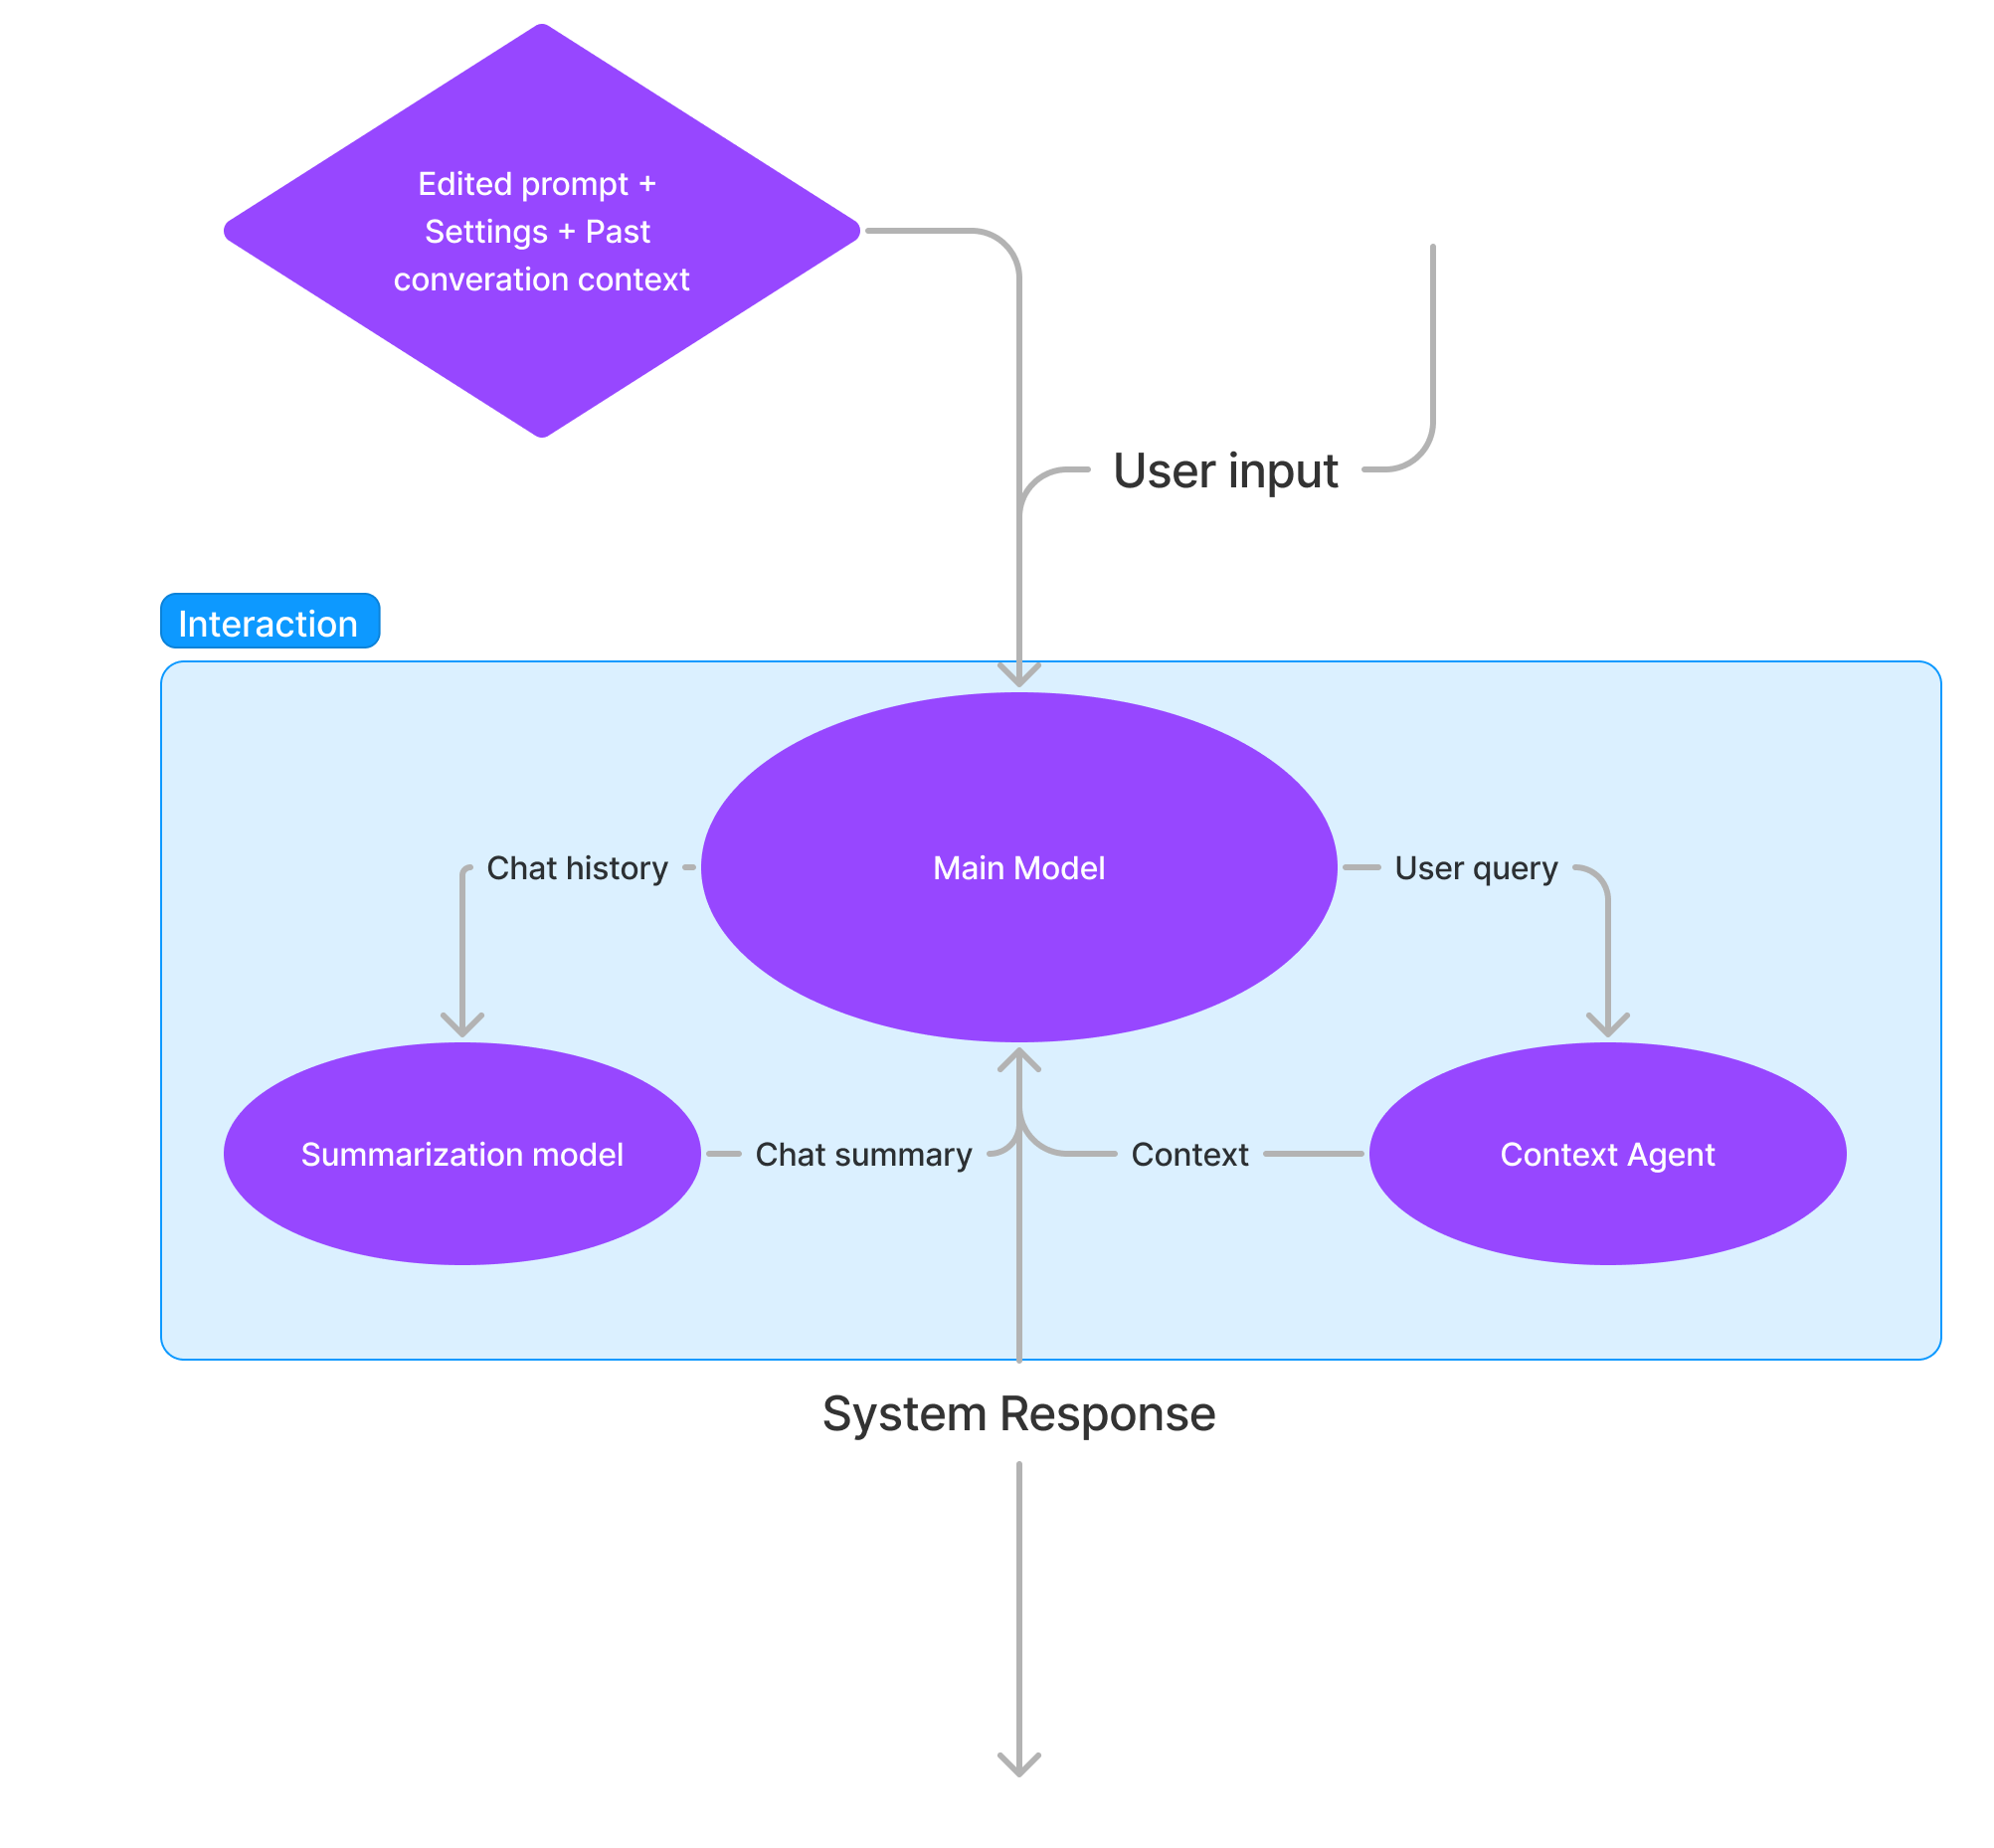 Edited prompt +
Settings + Past
converation context
User input
Interaction
Main Model
Chat history
User query
Summarization model
Chat summary
Context
Context Agent
System Response